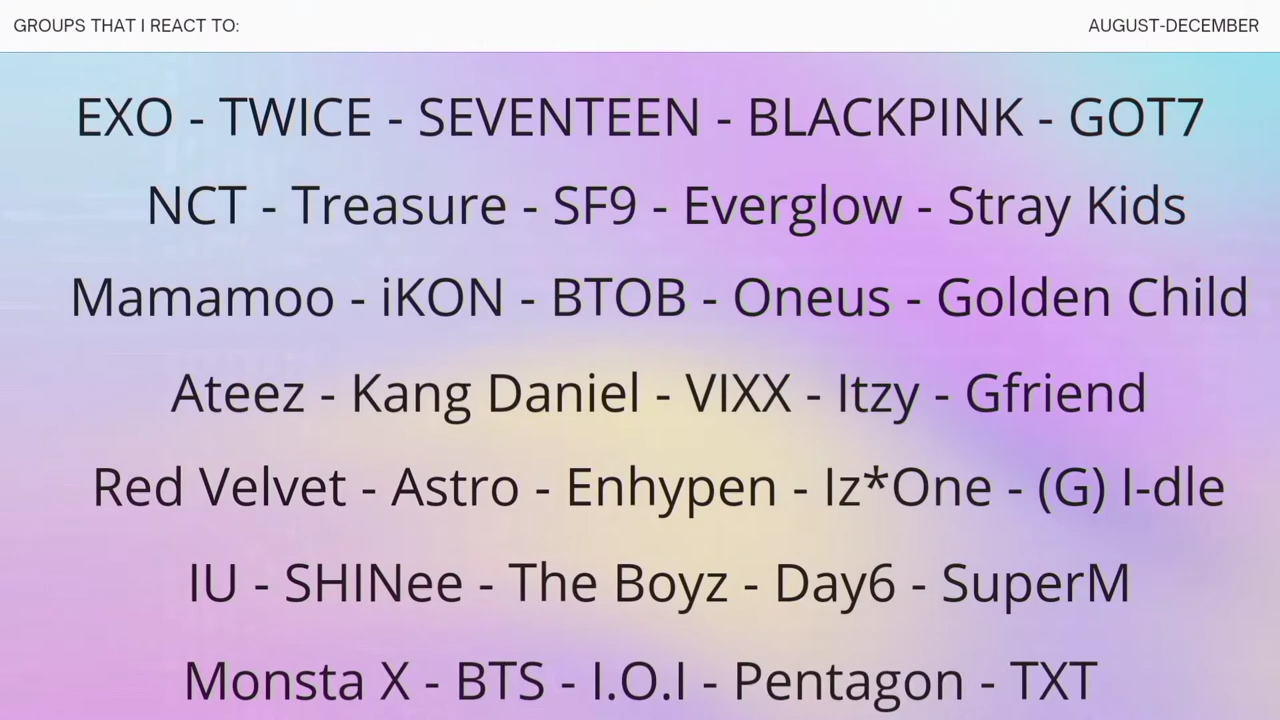 GROUPS THAT I REACT TO:
AUGUST-DECEMBER
EXO - TWICE - SEVENTEEN - BLACKPINK - GOT7
NCT - Treasure - SF9 - Everglow - Stray Kids
Mamamoo - iKON - BTOB - Oneus - Golden Child
Ateez - Kang Daniel - VIXX - Itzy - Gfriend
Red Velvet - Astro - Enhypen - Iz*One - (G) I-dle
IU - SHINee - The Boyz - Day6 - SuperM
Monsta X - BTS - I.O.I - Pentagon - TXT